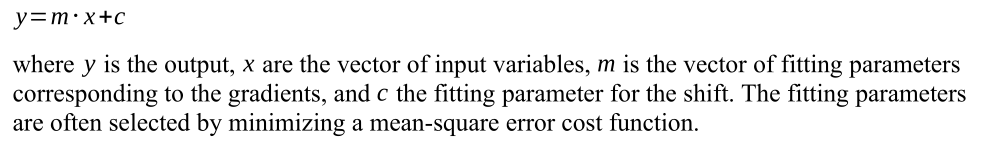 y=m·x+c
where y is the output, x are the vector of input variables, m is the vector of fitting parameters
corresponding to the gradients, and c the fitting parameter for the shift. The fitting parameters
are often selected by minimizing a mean-square error cost function.